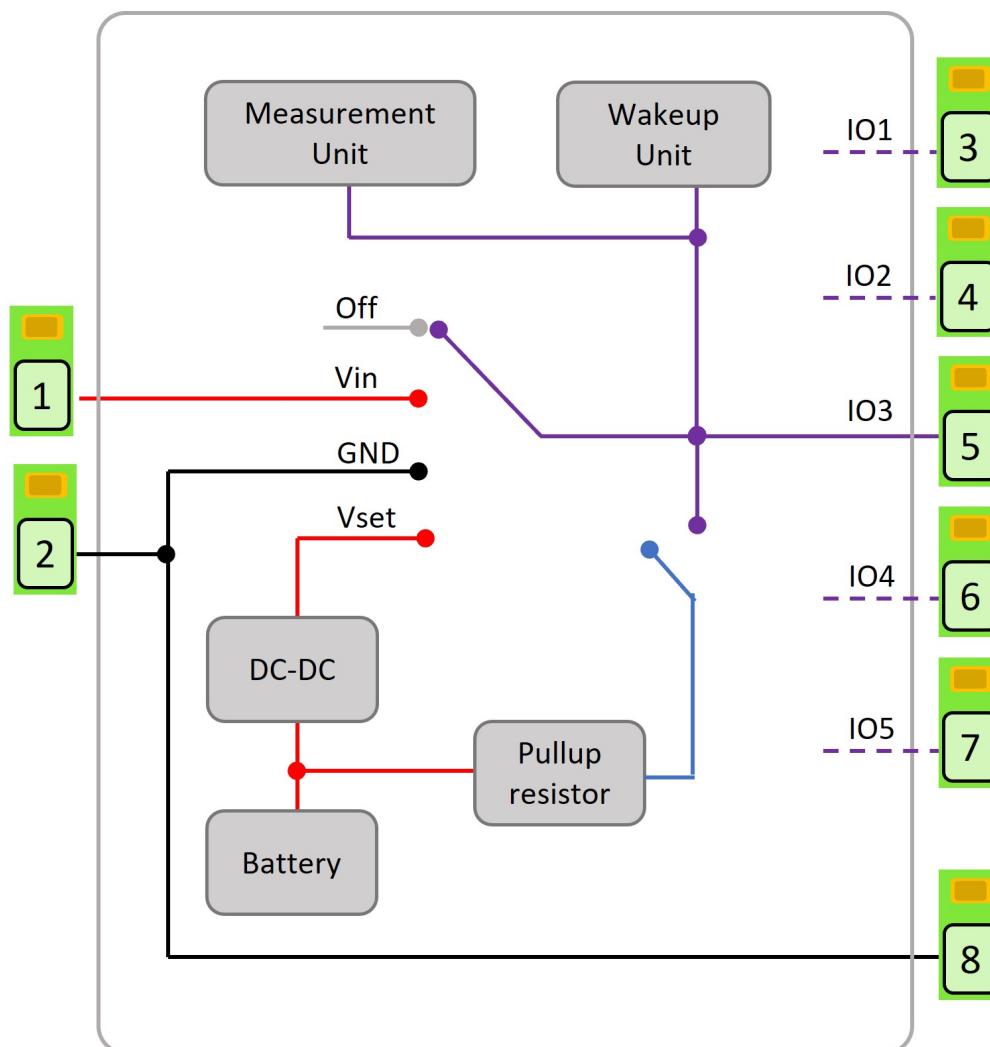 Measurement
Unit
Wakeup
Unit
IO1
3
IO2
4
Off
Vin
1
IO3
5
GND
2
Vset
IO4
6
DC-DC
IO5
7
Pullup
resistor
Battery
8